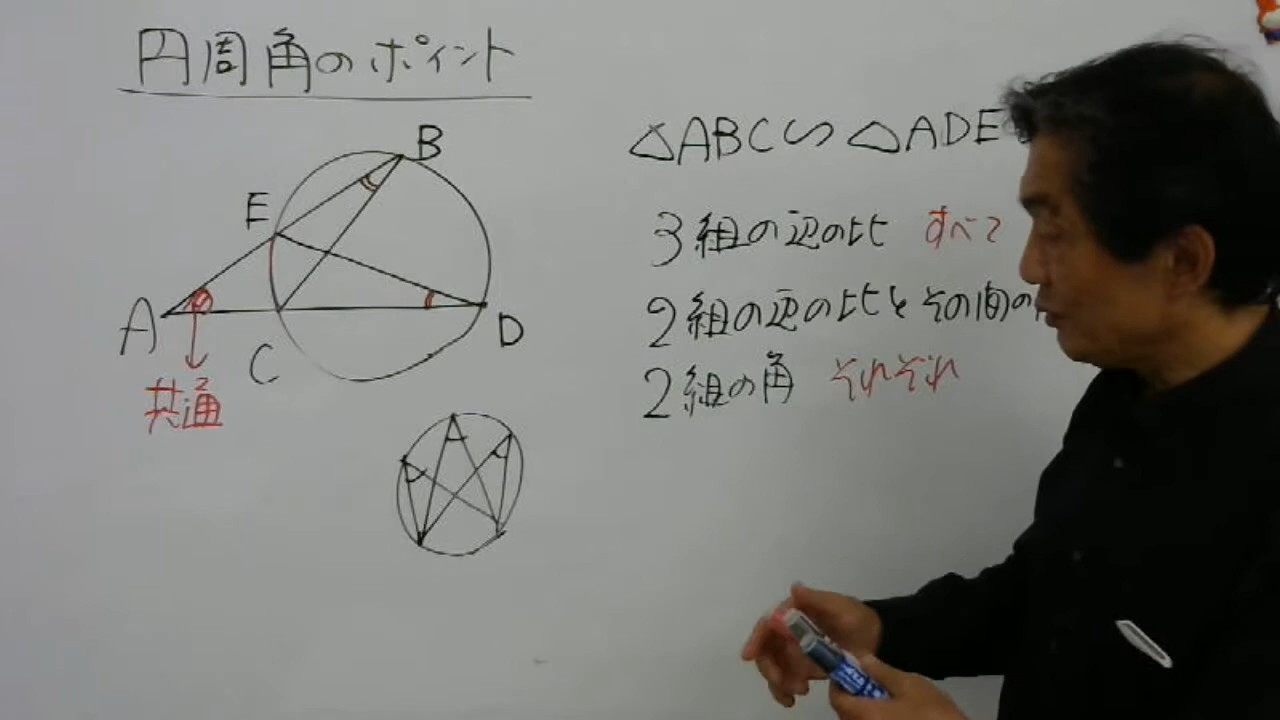 円周角のポイント
△ABC∽△ADE
B
E
A
C
D
共通
3組の辺の比 すべて
2組の辺の比とその間の
2組の角 それぞれ